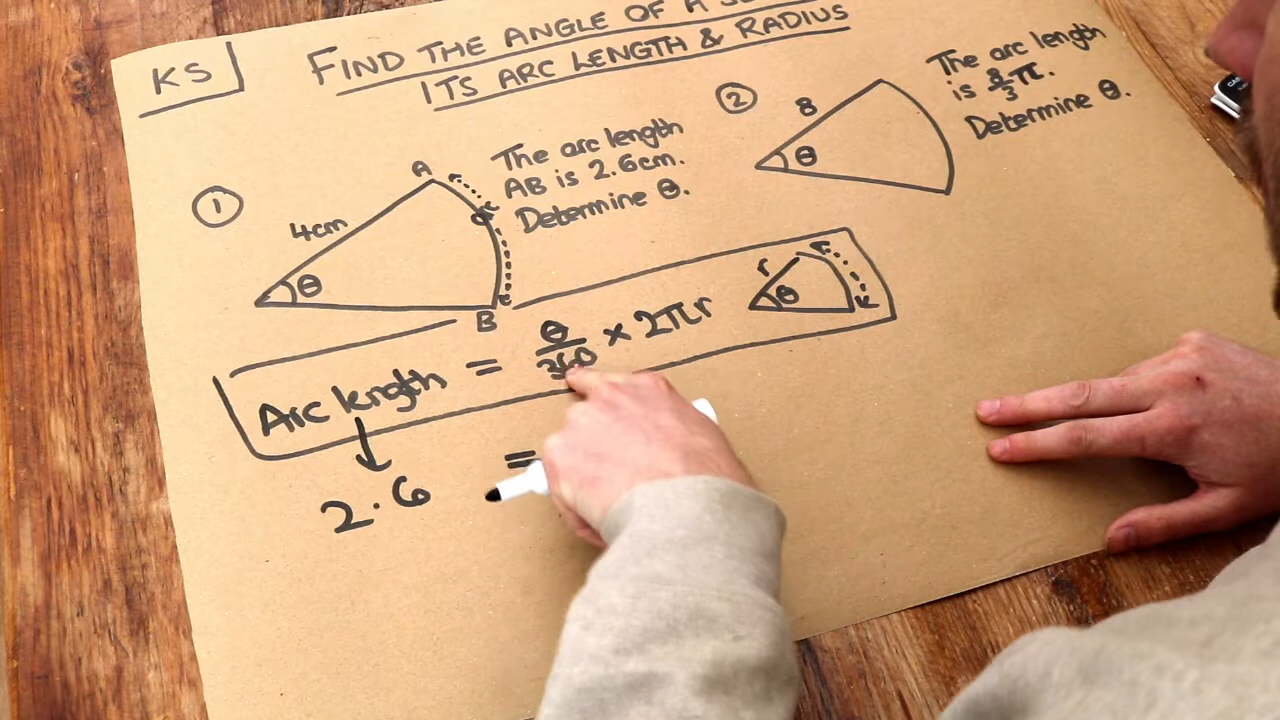 KS
FIND THE ANGLE OF A
ITS ARC LENGTH & RADIUS
1
A
4cm
θ
B
The arc length
AB is 2.6cm.
Determine θ.
2
8
θ
The arc length
is 8/3 π.
Determine θ.
Arc length = θ/360 × 2πr
r
θ
2.6 =